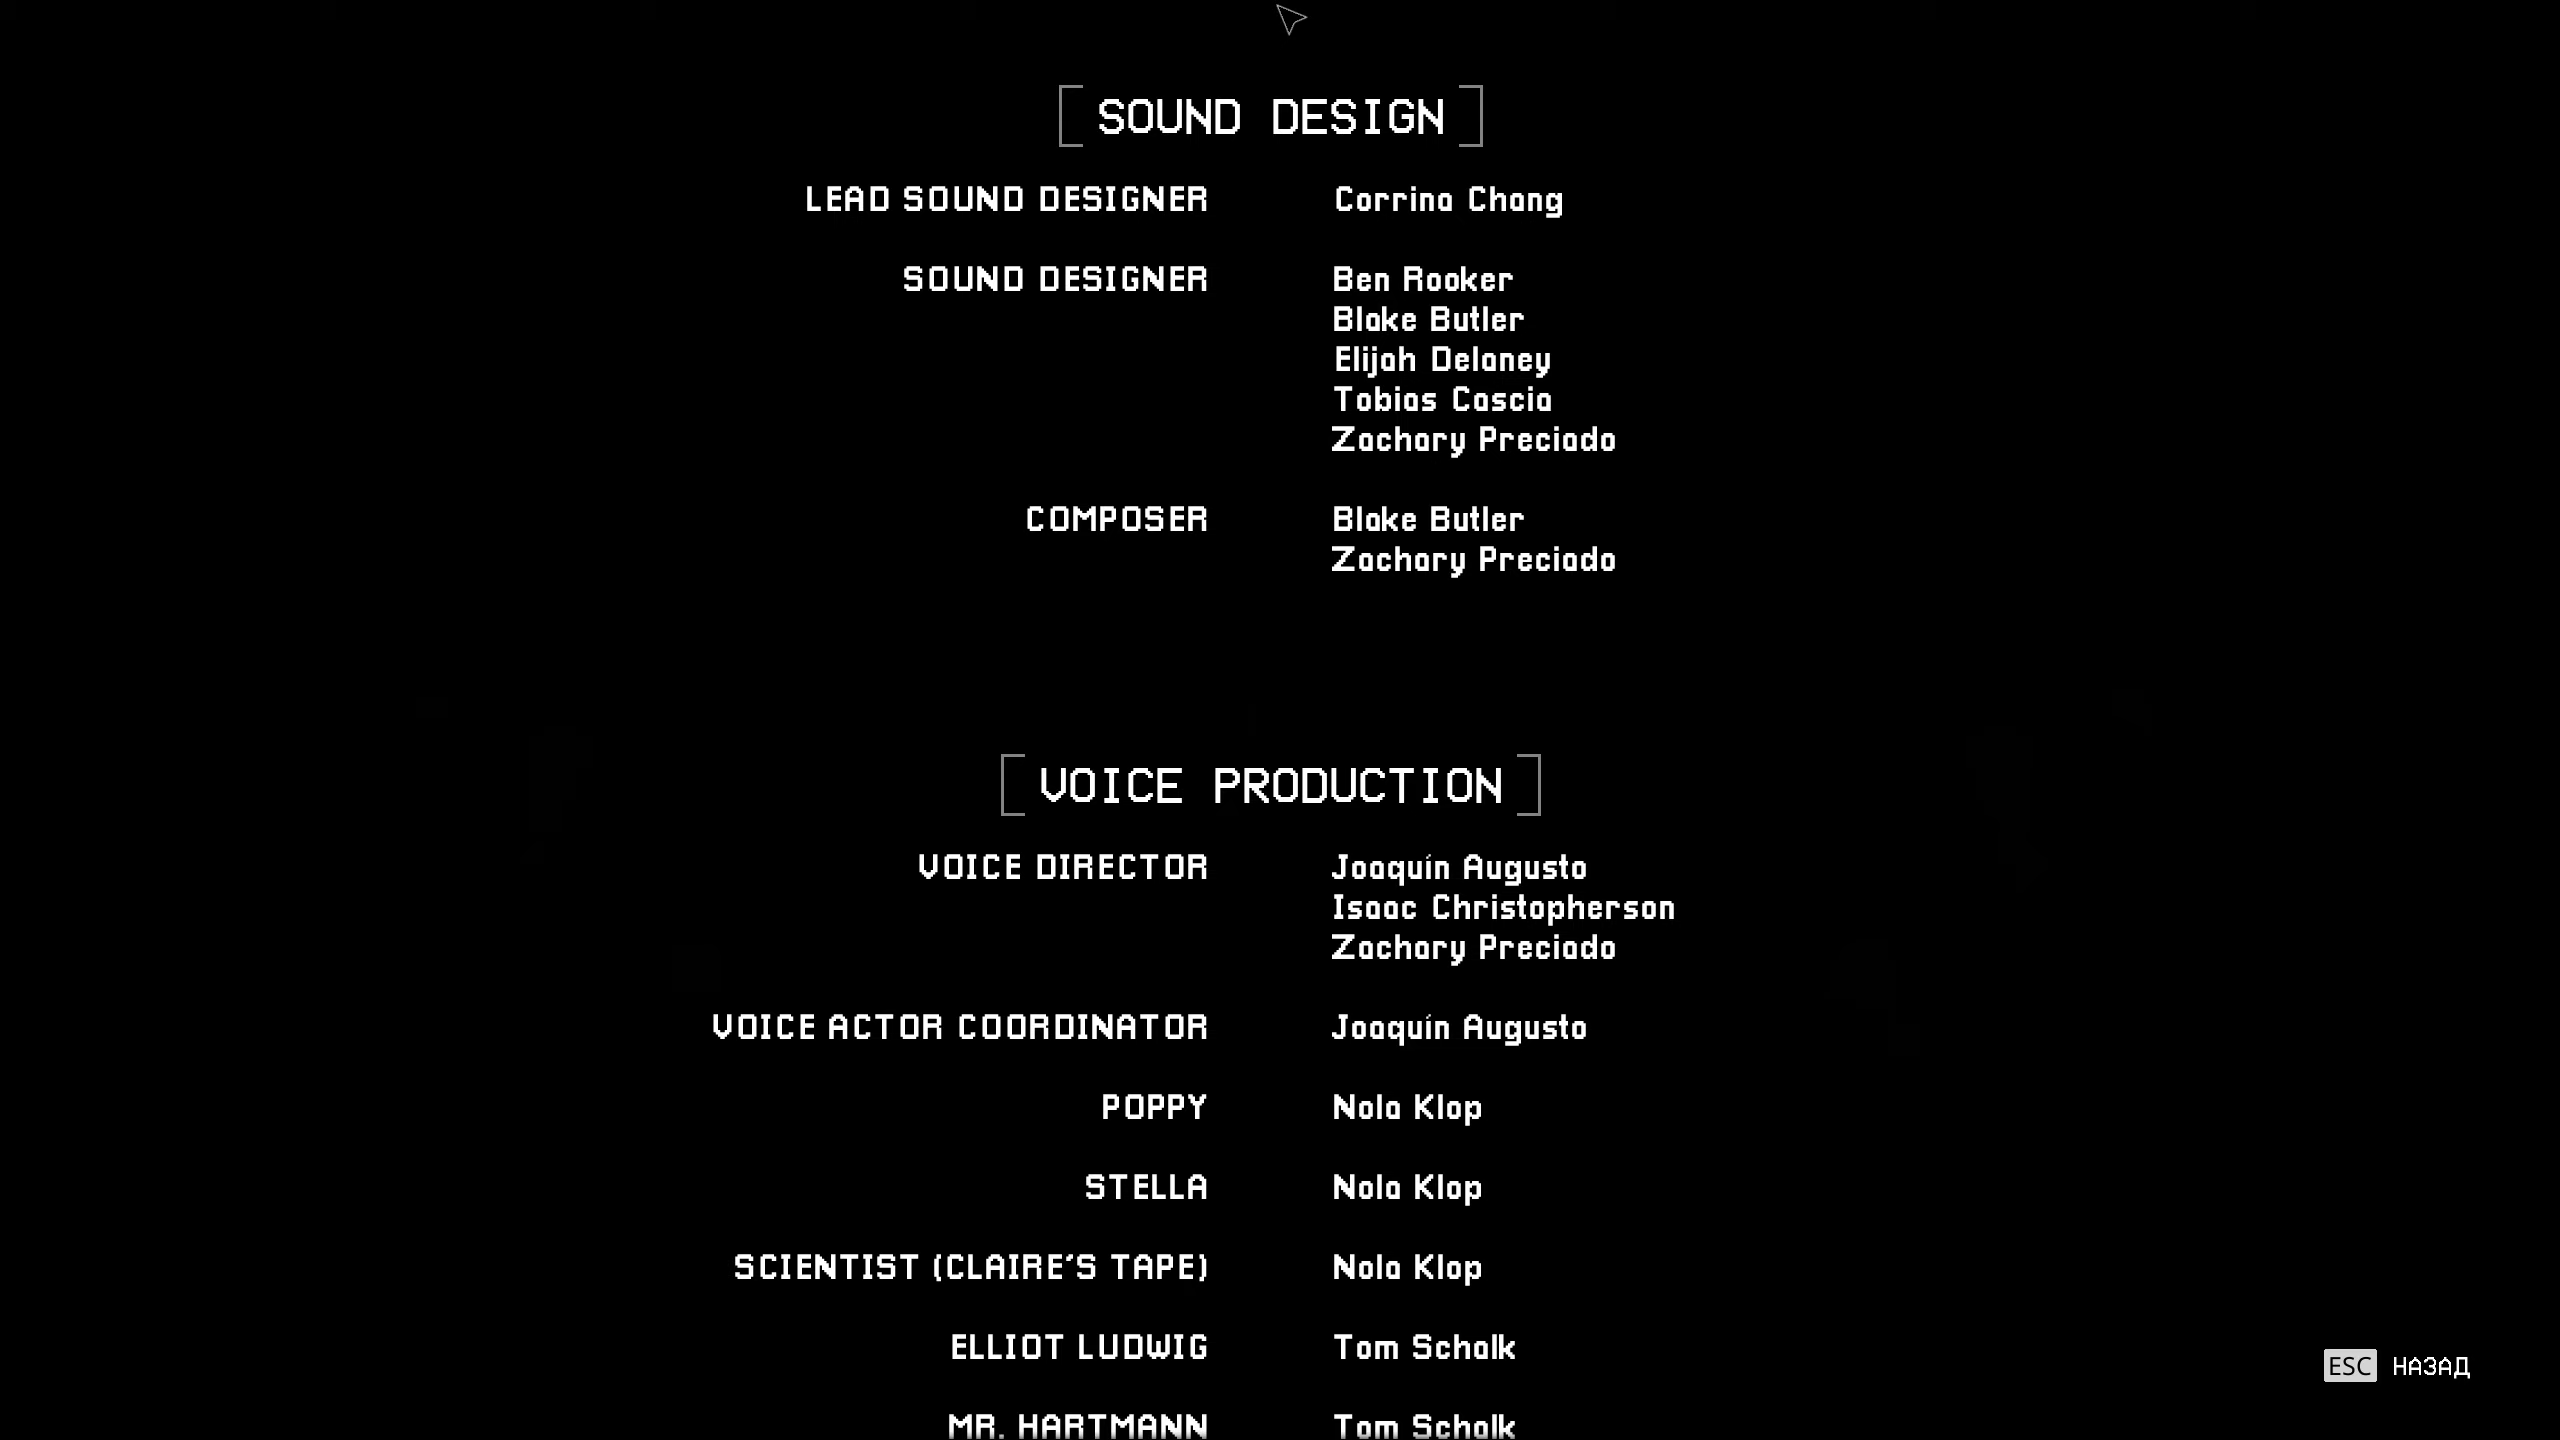 SOUND DESIGN
LEAD SOUND DESIGNER Corrina Chang
SOUND DESIGNER Ben Rooker
Blake Butler
Elijah Delaney
Tobias Cascia
Zachary Preciado
COMPOSER Blake Butler
Zachary Preciado
VOICE PRODUCTION
VOICE DIRECTOR Joaquín Augusto
Isaac Christopherson
Zachary Preciado
VOICE ACTOR COORDINATOR Joaquín Augusto
POPPY Nola Klop
STELLA Nola Klop
SCIENTIST (CLAIRE'S TAPE) Nola Klop
ELLIOT LUDWIG Tom Schalk
MR. HARTMANN Tom Schalk
ESC НАЗАД